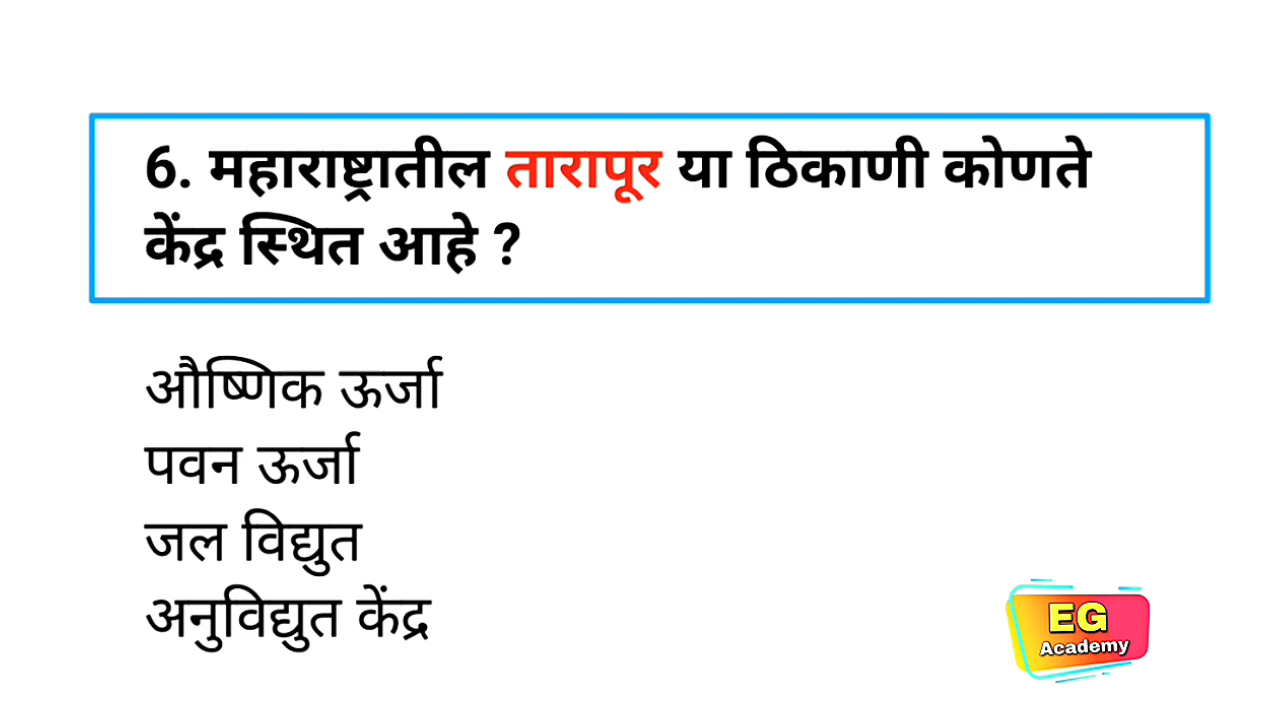 6. महाराष्ट्रातील तारापूर या ठिकाणी कोणते
केंद्र स्थित आहे ?
औष्णिक ऊर्जा
पवन ऊर्जा
जल विद्युत
अनुविद्युत केंद्र
EG
Academy